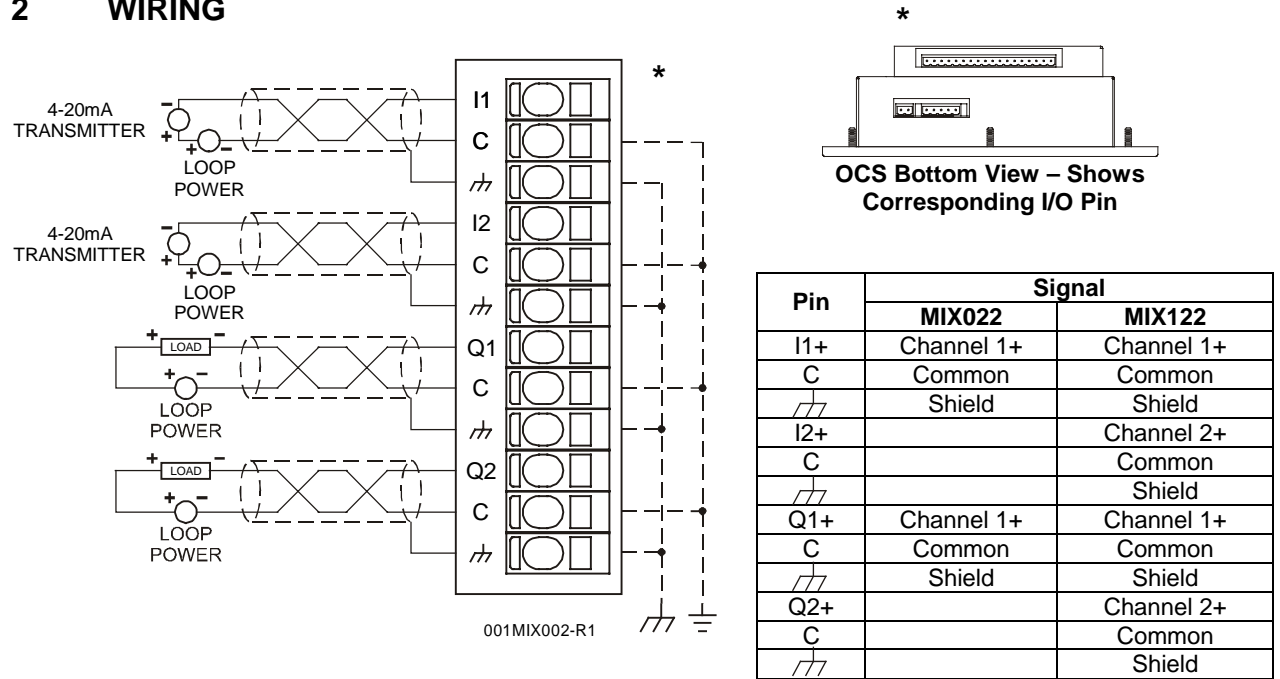 2 WIRING
*
4-20mA
TRANSMITTER
-
+
+ -
LOOP
POWER
4-20mA
TRANSMITTER
-
+
+ -
LOOP
POWER
+ LOAD -
+ -
LOOP
POWER
+ LOAD -
+ -
LOOP
POWER
I1
C
I2
C
Q1
C
Q2
C
001MIX002-R1
*
OCS Bottom View – Shows
Corresponding I/O Pin
Pin Signal
MIX022 MIX122
I1+ Channel 1+ Channel 1+
C Common Common
Shield Shield
I2+ Channel 2+
C Common
Shield
Q1+ Channel 1+ Channel 1+
C Common Common
Shield Shield
Q2+ Channel 2+
C Common
Shield